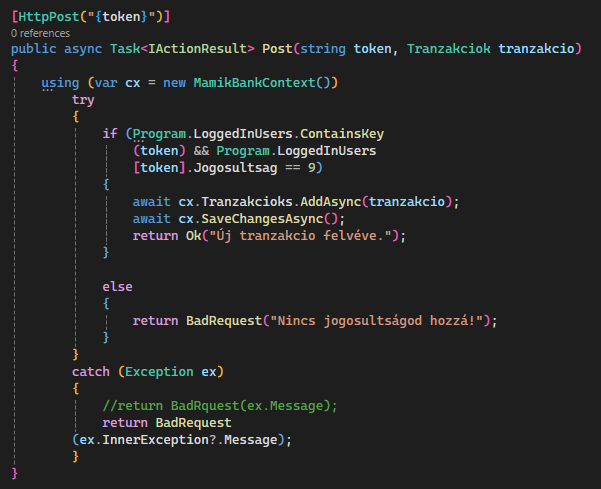 [HttpPost("{token}")]
0 references
public async Task<IActionResult> Post(string token, Tranzakciok tranzakcio)
{
    using (var cx = new MamikBankContext())
        try
        {
            if (Program.LoggedInUsers.ContainsKey
                (token) && Program.LoggedInUsers
                [token].Jogosultsag == 9)
            {
                await cx.Tranzakcioks.AddAsync(tranzakcio);
                await cx.SaveChangesAsync();
                return Ok("Új tranzakcio felvéve.");
            }

            else
            {
                return BadRequest("Nincs jogosultságod hozzá!");
            }
        }
        catch (Exception ex)
        {
            //return BadRquest(ex.Message);
            return BadRequest
        (ex.InnerException?.Message);
        }
}